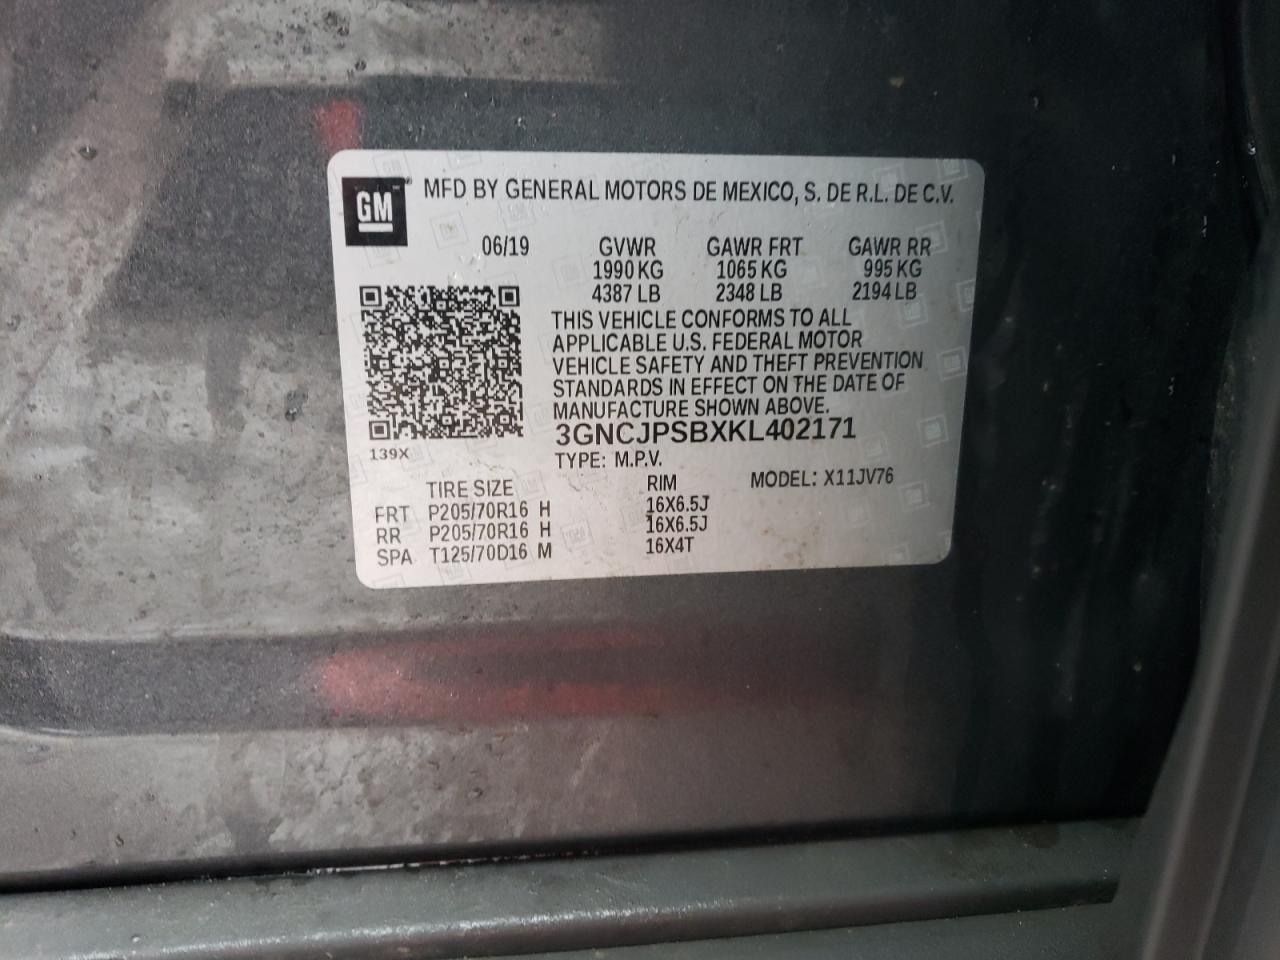 GM
MFD BY GENERAL MOTORS DE MEXICO, S. DE R.L. DE C.V.
06/19 GVWR GAWR FRT GAWR RR
1990 KG 1065 KG 995 KG
4387 LB 2348 LB 2194 LB
THIS VEHICLE CONFORMS TO ALL
APPLICABLE U.S. FEDERAL MOTOR
VEHICLE SAFETY AND THEFT PREVENTION
STANDARDS IN EFFECT ON THE DATE OF
MANUFACTURE SHOWN ABOVE.
3GNCJPSBXKL402171
139X
TYPE: M.P.V.
TIRE SIZE RIM MODEL: X11JV76
FRT P205/70R16 H 16X6.5J
RR P205/70R16 H 16X6.5J
SPA T125/70D16 M 16X4T